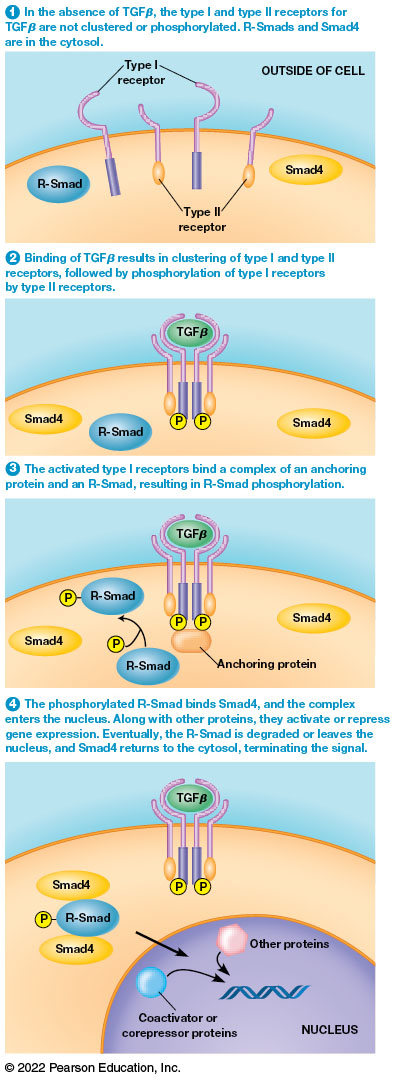 1 In the absence of TGFβ, the type I and type II receptors for
TGFβ are not clustered or phosphorylated. R-Smads and Smad4
are in the cytosol.
Type I
receptor
OUTSIDE OF CELL
R-Smad
Smad4
Type II
receptor
2 Binding of TGFβ results in clustering of type I and type II
receptors, followed by phosphorylation of type I receptors
by type II receptors.
TGFβ
Smad4
R-Smad
P
P
Smad4
3 The activated type I receptors bind a complex of an anchoring
protein and an R-Smad, resulting in R-Smad phosphorylation.
TGFβ
P
R-Smad
P
P
Smad4
Smad4
P
R-Smad
Anchoring protein
4 The phosphorylated R-Smad binds Smad4, and the complex
enters the nucleus. Along with other proteins, they activate or repress
gene expression. Eventually, the R-Smad is degraded or leaves the
nucleus, and Smad4 returns to the cytosol, terminating the signal.
TGFβ
P
P
Smad4
P
R-Smad
Smad4
Other proteins
Coactivator or
corepressor proteins
NUCLEUS
© 2022 Pearson Education, Inc.